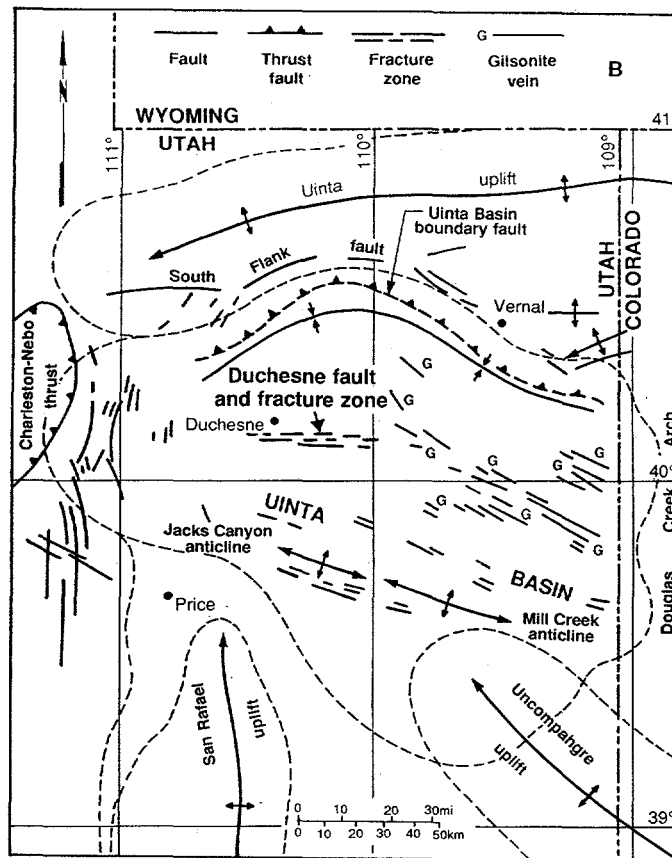 G
Fault
Thrust
fault
Fracture
zone
Gilsonite
vein
B
N
WYOMING
UTAH
41
111°
110°
109°
Uinta uplift
Uinta Basin
boundary fault
South Flank fault
UTAH
COLORADO
Vernal
Charleston-Nebo
thrust
Duchesne fault
and fracture zone
Duchesne
G
G
G
G
G
G
G
G
40°
UINTA
BASIN
Jacks Canyon
anticline
Mill Creek
anticline
Douglas Creek Arch
Price
San Rafael
uplift
Uncompahgre
uplift
0 10 20 30mi
0 10 20 30 40 50km
39°